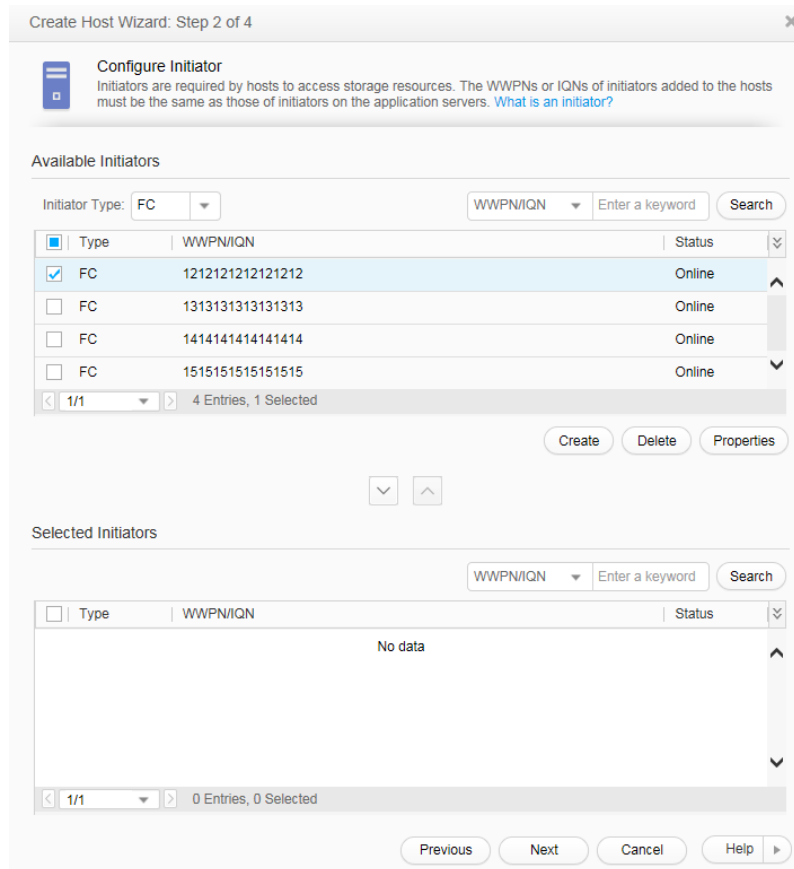 Create Host Wizard: Step 2 of 4
Configure Initiator
Initiators are required by hosts to access storage resources. The WWPNs or IQNs of initiators added to the hosts
must be the same as those of initiators on the application servers. What is an initiator?
Available Initiators
Initiator Type: FC WWPN/IQN Enter a keyword Search
Type WWPN/IQN Status
FC 1212121212121212 Online
FC 1313131313131313 Online
FC 1414141414141414 Online
FC 1515151515151515 Online
1/1 4 Entries, 1 Selected
Create Delete Properties
Selected Initiators
WWPN/IQN Enter a keyword Search
Type WWPN/IQN Status
No data
1/1 0 Entries, 0 Selected
Previous Next Cancel Help